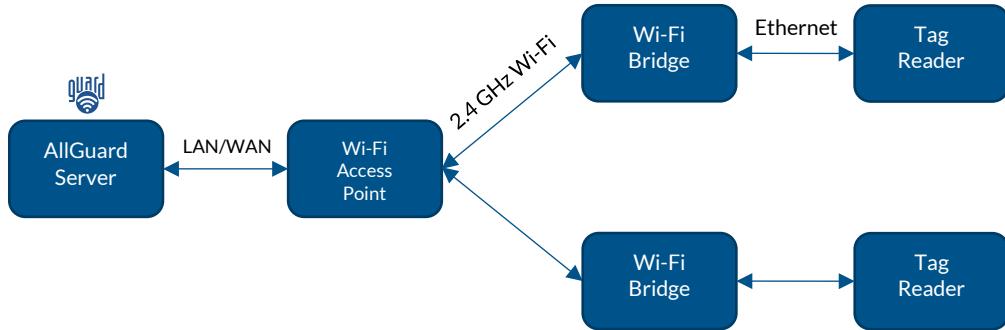 guard
AllGuard
Server
LAN/WAN
Wi-Fi
Access
Point
2.4 GHz Wi-Fi
Wi-Fi
Bridge
Ethernet
Tag
Reader
Wi-Fi
Bridge
Tag
Reader